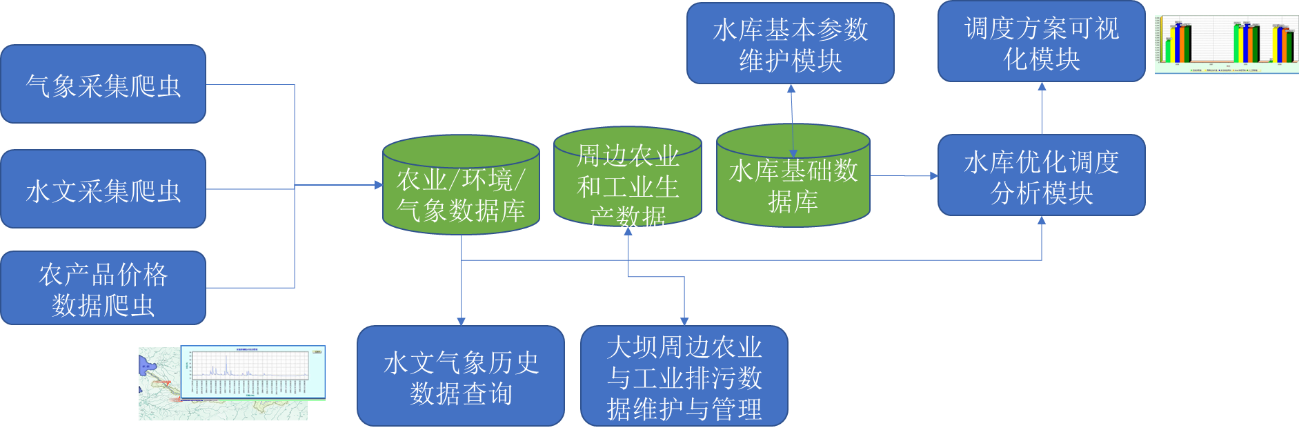 水库基本参数
维护模块
调度方案可视
化模块
气象采集爬虫
水文采集爬虫
农产品价格
数据爬虫
农业/环境/
气象数据库
周边农业
和工业生
产数据
水库基础数
据库
水库优化调度
分析模块
水文气象历史
数据查询
大坝周边农业
与工业排污数
据维护与管理